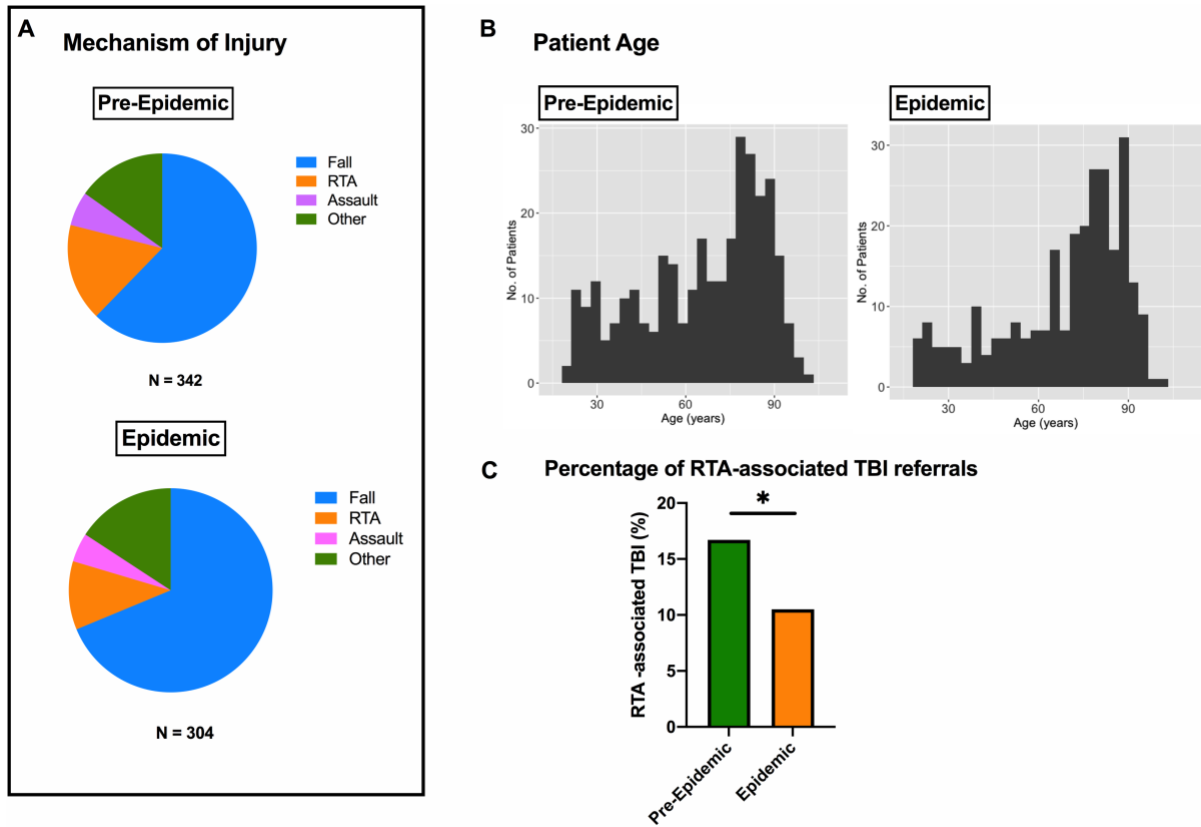 A
Mechanism of Injury
Pre-Epidemic
Fall
RTA
Assault
Other
N = 342
Epidemic
Fall
RTA
Assault
Other
N = 304
B
Patient Age
Pre-Epidemic
30
20
10
0
No. of Patients
30
60
90
Age (years)
Epidemic
30
20
10
0
No. of Patients
30
60
90
Age (years)
C
Percentage of RTA-associated TBI referrals
20
15
10
5
0
RTA -associated TBI (%)
*
Pre-Epidemic
Epidemic